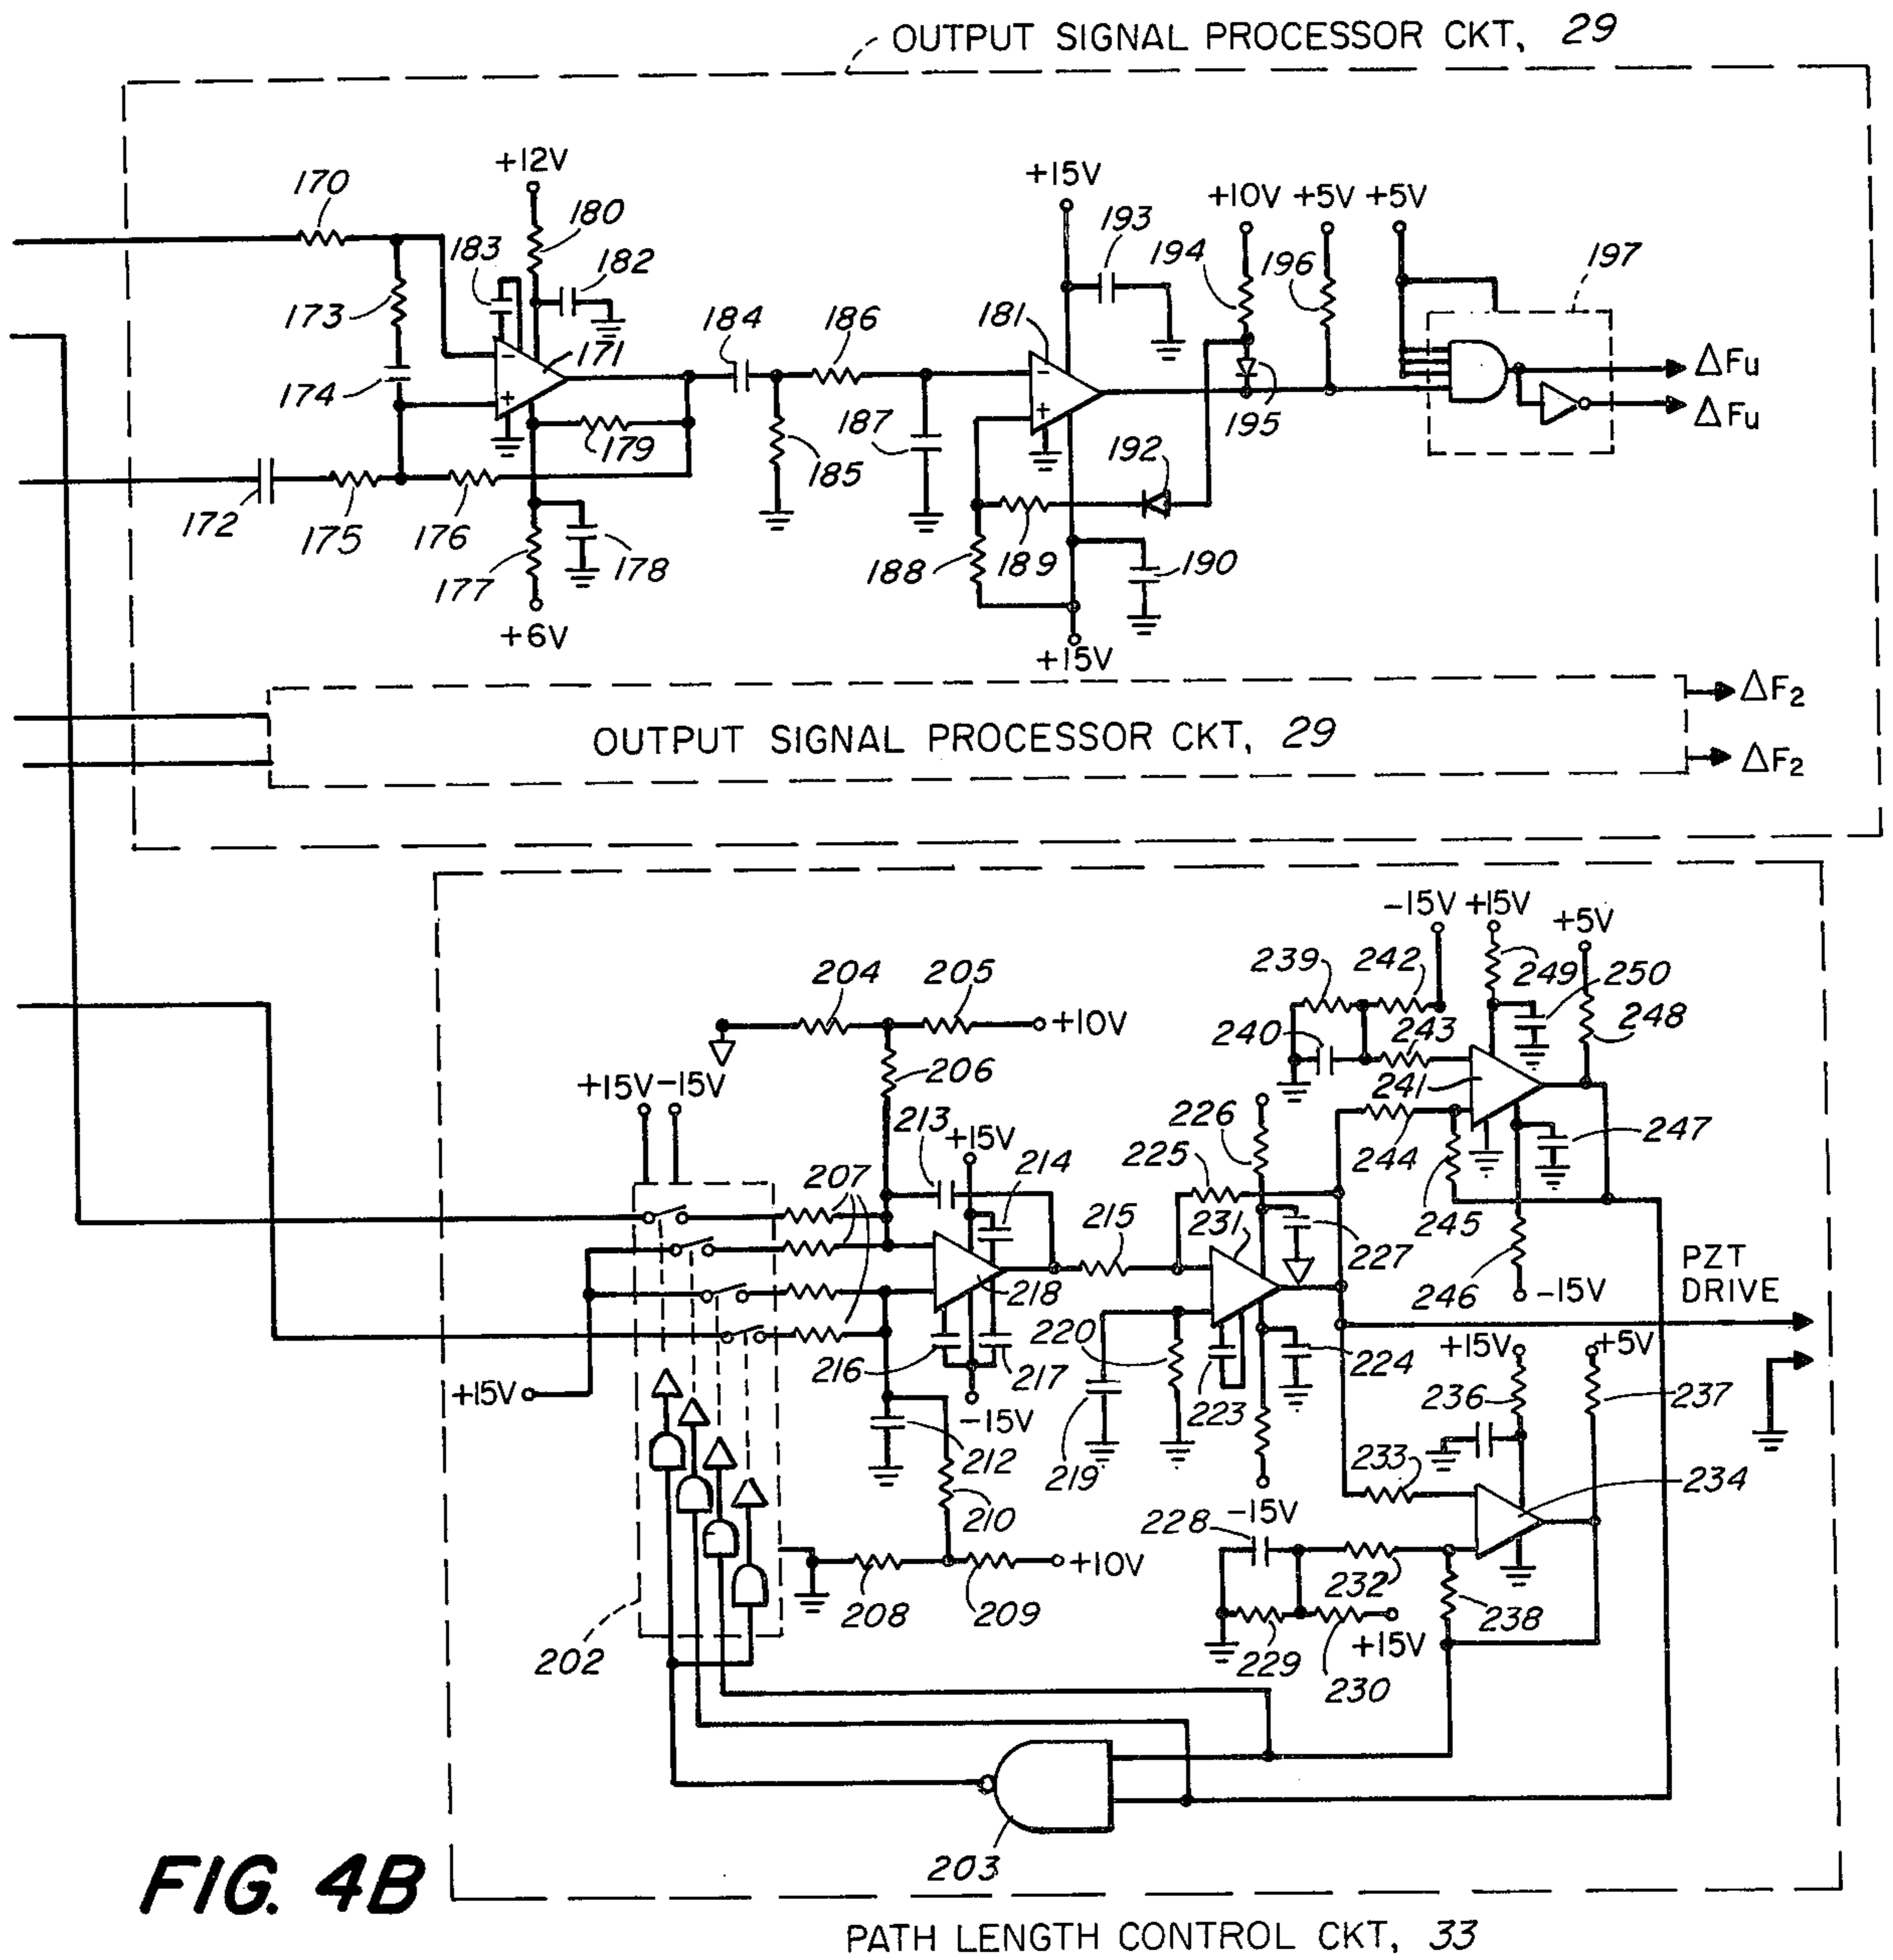 OUTPUT SIGNAL PROCESSOR CKT, 29
+12V
+15V
170
180
193
+10V +5V +5V
183
182
194
196
197
173
184
186
181
171
ΔFu
174
195
ΔFu
179
187
192
185
172
175
176
178
188
189
190
177
+6V
+15V
ΔF2
OUTPUT SIGNAL PROCESSOR CKT, 29
ΔF2
-15V +15V
+5V
239
242
249
250
204
205
+10V
240
243
248
206
241
+15V -15V
226
213
+15V
214
225
244
247
207
215
231
245
227
PZT
DRIVE
218
246
-15V
220
+15V
+5V
216
217
224
+15V
236
237
-15V
223
212
219
233
234
210
228
-15V
+10V
232
208
209
238
202
229
+15V
230
203
FIG. 4B
PATH LENGTH CONTROL CKT, 33